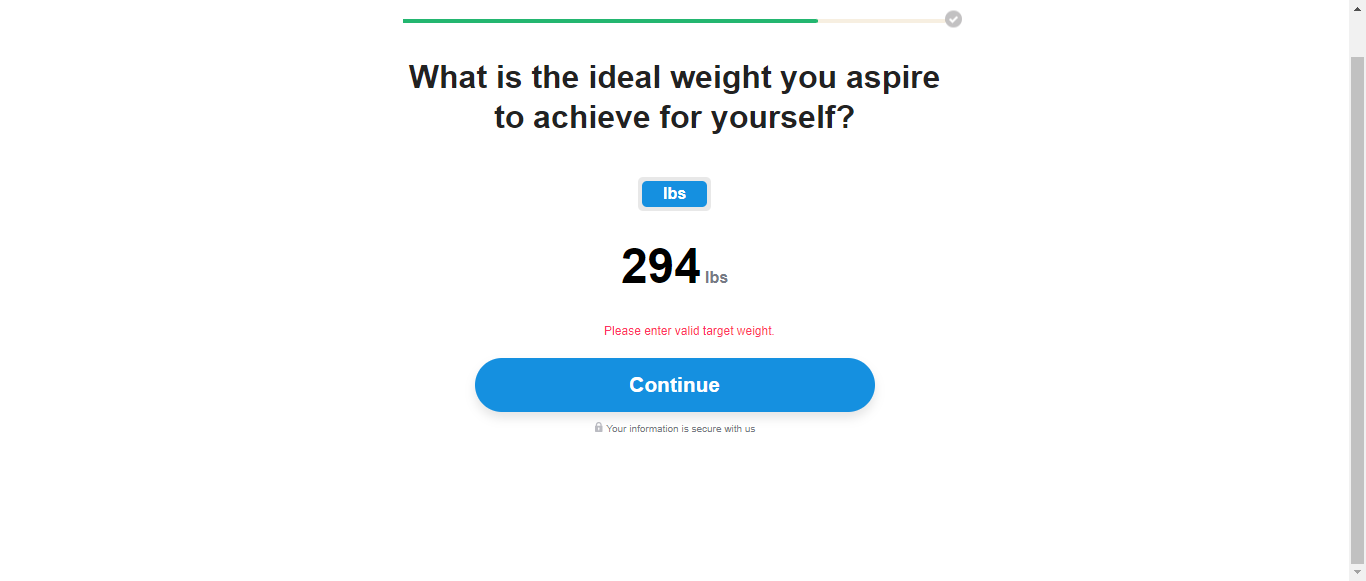 What is the ideal weight you aspire
to achieve for yourself?
lbs
294 lbs
Please enter valid target weight.
Continue
Your information is secure with us